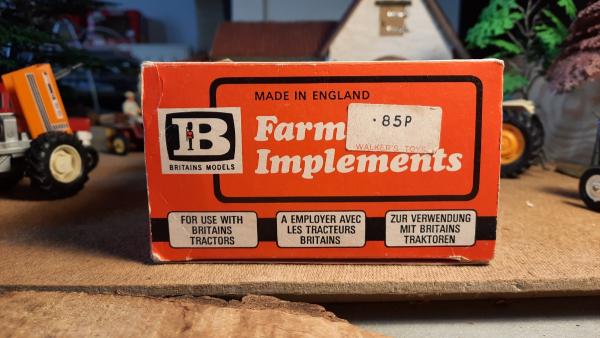 MADE IN ENGLAND
B
BRITAINS MODELS
Farm
.85P
WALKER'S TOYS
Implements
FOR USE WITH
BRITAINS
TRACTORS
A EMPLOYER AVEC
LES TRACTEURS
BRITAINS
ZUR VERWENDUNG
MIT BRITAINS
TRAKTOREN